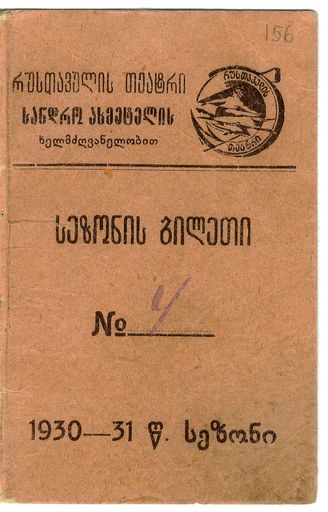 156
რუსთაველის თეატრი
სანდრო ახმეტელის
ხელმძღვანელობით
რუსთაველის
თეატრი
სეზონის ბილეთი
№ 4
1930—31 წ. სეზონი